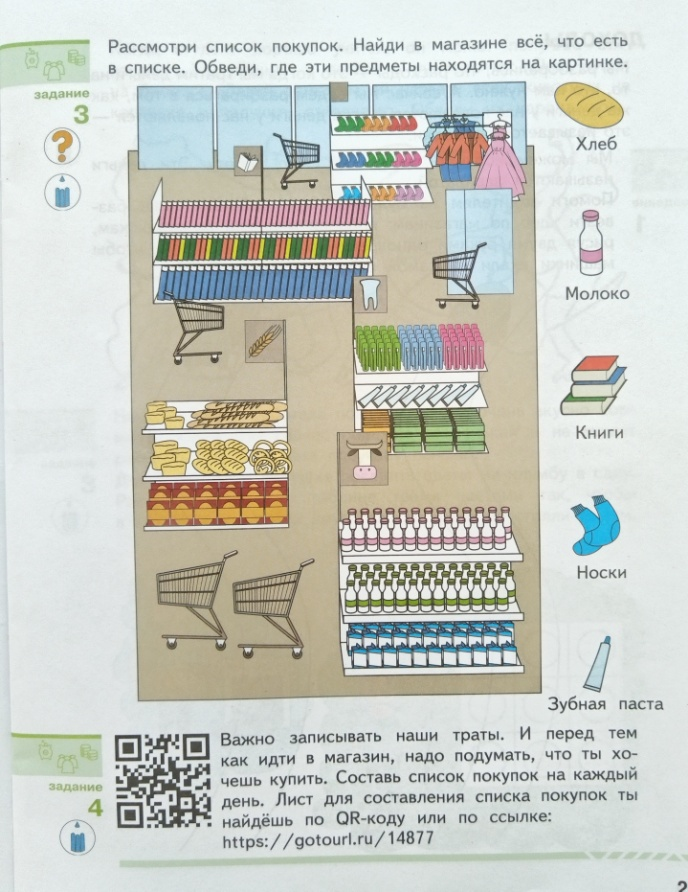 Рассмотри список покупок. Найди в магазине всё, что есть
в списке. Обведи, где эти предметы находятся на картинке.
задание
3
Хлеб
Молоко
Книги
Носки
Зубная паста
задание
4
Важно записывать наши траты. И перед тем
как идти в магазин, надо подумать, что ты хо-
чешь купить. Составь список покупок на каждый
день. Лист для составления списка покупок ты
найдёшь по QR-коду или по ссылке:
https://gotourl.ru/14877
2